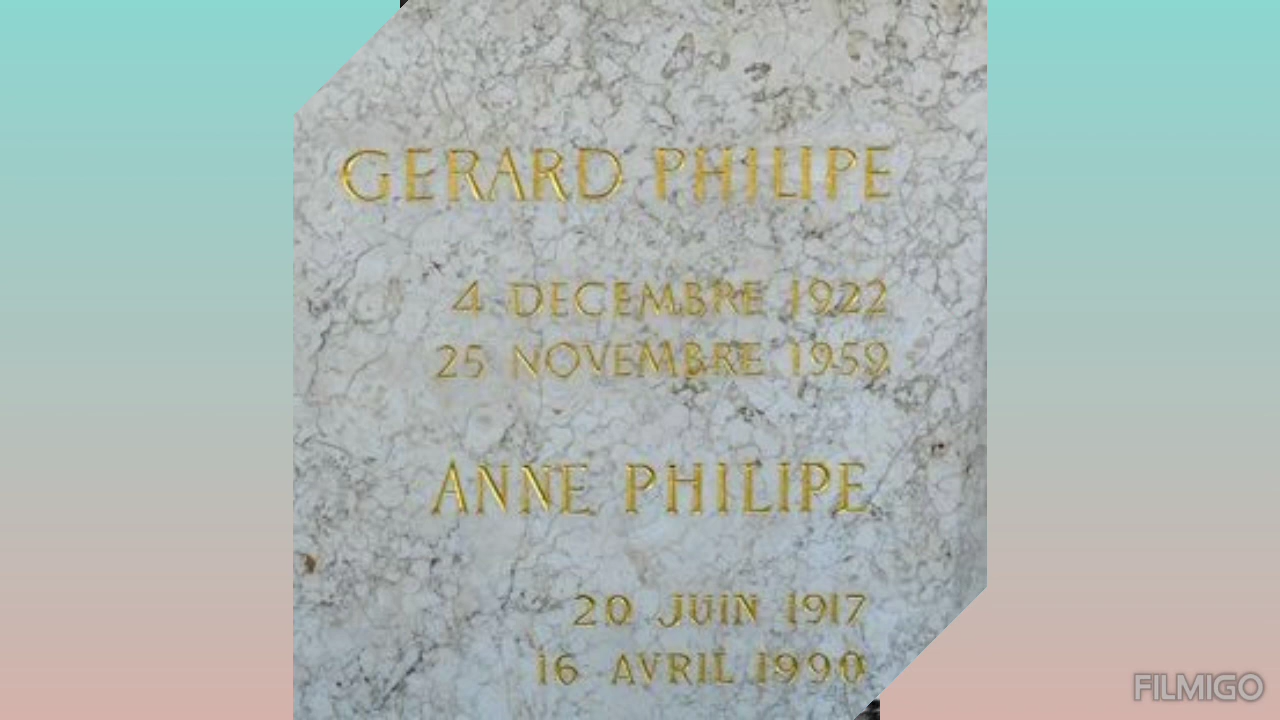 GERARD PHILIPE
4 DECEMBRE 1922
25 NOVEMBRE 1959
ANNE PHILIPE
20 JUIN 1917
16 AVRIL 1990
FILMIGO